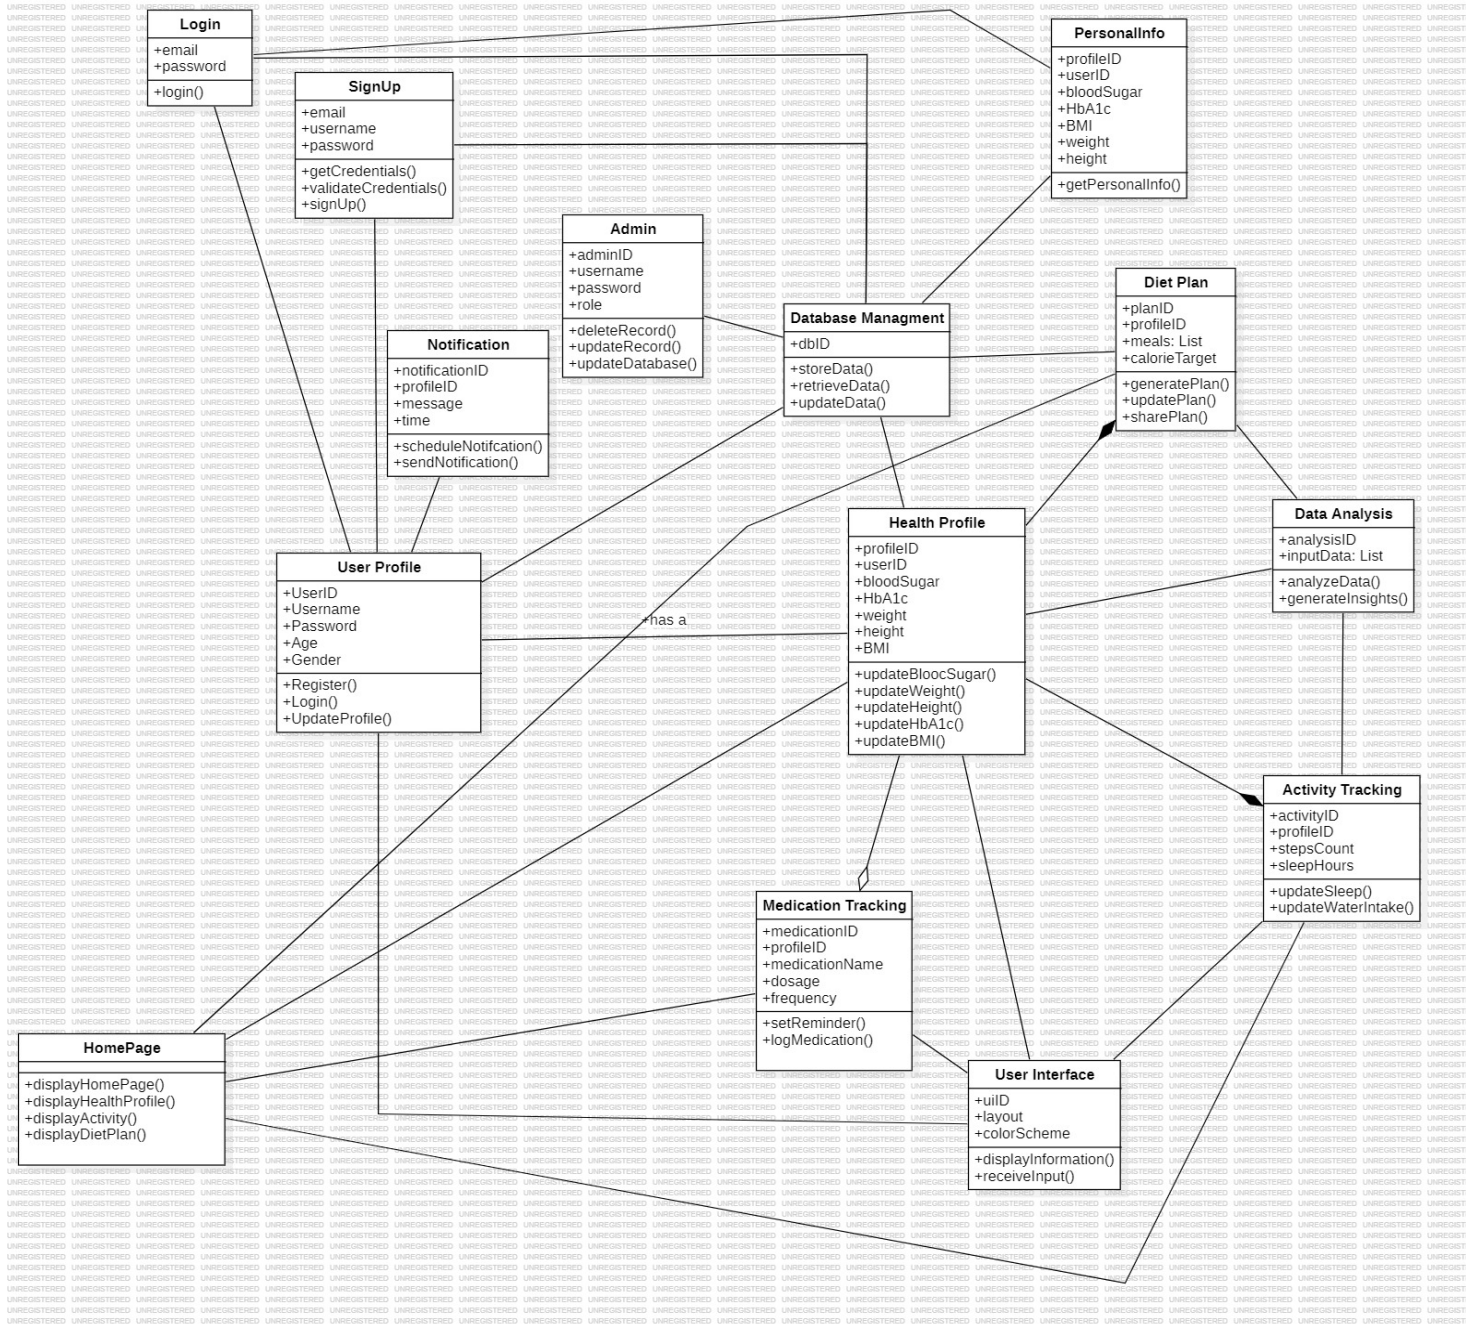 Login
+email
+password
+login()
SignUp
+email
+username
+password
+getCredentials()
+validateCredentials()
+signUp()
PersonalInfo
+profileID
+userID
+bloodSugar
+HbA1c
+BMI
+weight
+height
+getPersonalInfo()
Admin
+adminID
+username
+password
+role
+deleteRecord()
+updateRecord()
+updateDatabase()
Database Managment
+dbID
+storeData()
+retrieveData()
+updateData()
Diet Plan
+planID
+profileID
+meals: List
+calorieTarget
+generatePlan()
+updatePlan()
+sharePlan()
Notification
+notificationID
+profileID
+message
+time
+scheduleNotifcation()
+sendNotification()
Health Profile
+profileID
+userID
+bloodSugar
+HbA1c
+weight
+height
+BMI
+updateBloocSugar()
+updateWeight()
+updateHeight()
+updateHbA1c()
+updateBMI()
Data Analysis
+analysisID
+inputData: List
+analyzeData()
+generateInsights()
User Profile
+UserID
+Username
+Password
+Age
+Gender
+Register()
+Login()
+UpdateProfile()
+has a
Activity Tracking
+activityID
+profileID
+stepsCount
+sleepHours
+updateSleep()
+updateWaterIntake()
Medication Tracking
+medicationID
+profileID
+medicationName
+dosage
+frequency
+setReminder()
+logMedication()
HomePage
+displayHomePage()
+displayHealthProfile()
+displayActivity()
+displayDietPlan()
User Interface
+uiID
+layout
+colorScheme
+displayInformation()
+receiveInput()
UNREGISTERED